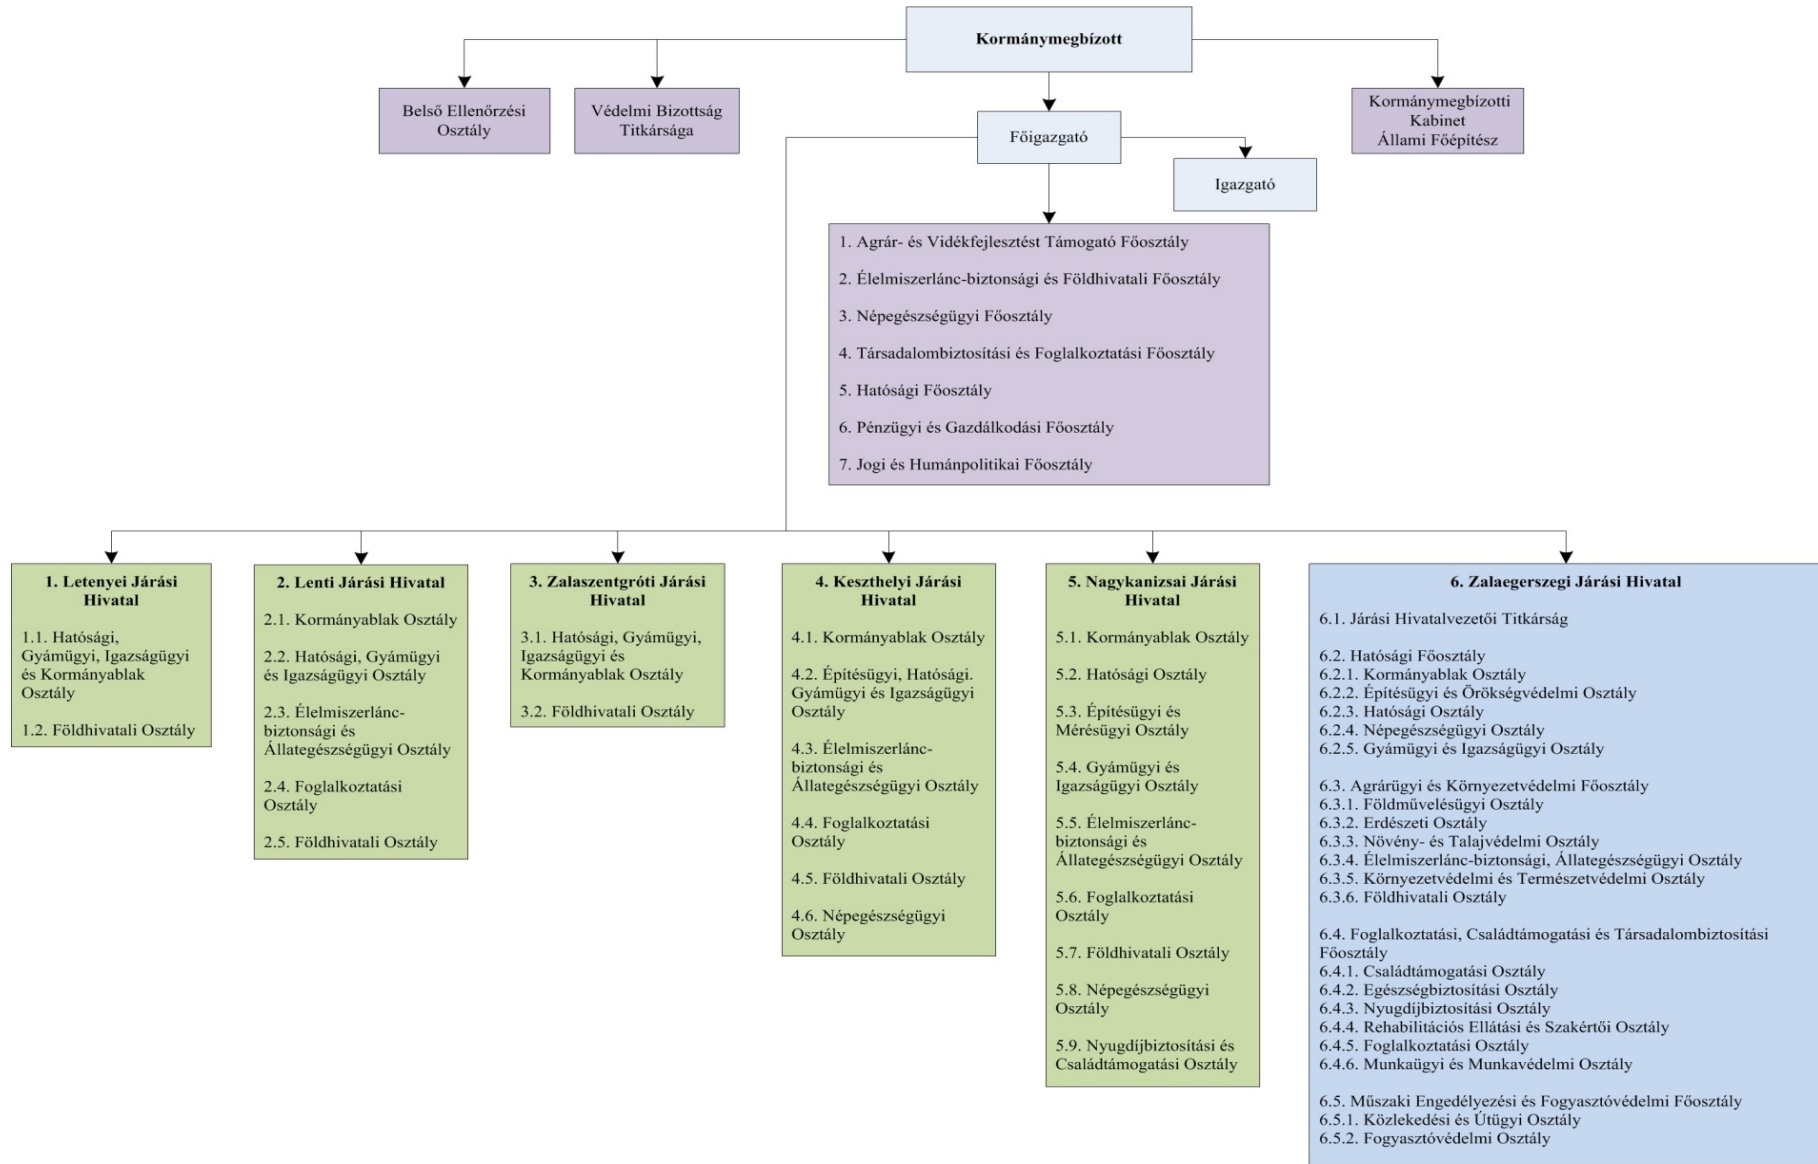 Kormánymegbízott
Belső Ellenőrzési
Osztály
Védelmi Bizottság
Titkársága
Kormánymegbízotti
Kabinet
Állami Főépítész
Főigazgató
Igazgató
1. Agrár- és Vidékfejlesztést Támogató Főosztály
2. Élelmiszerlánc-biztonsági és Földhivatali Főosztály
3. Népegészségügyi Főosztály
4. Társadalombiztosítási és Foglalkoztatási Főosztály
5. Hatósági Főosztály
6. Pénzügyi és Gazdálkodási Főosztály
7. Jogi és Humánpolitikai Főosztály
1. Letenyei Járási
Hivatal
1.1. Hatósági,
Gyámügyi, Igazságügyi
és Kormányablak
Osztály
1.2. Földhivatali Osztály
2. Lenti Járási Hivatal
2.1. Kormányablak Osztály
2.2. Hatósági, Gyámügyi
és Igazságügyi Osztály
2.3. Élelmiszerlánc-
biztonsági és
Állategészségügyi Osztály
2.4. Foglalkoztatási
Osztály
2.5. Földhivatali Osztály
3. Zalaszentgróti Járási
Hivatal
3.1. Hatósági, Gyámügyi,
Igazságügyi és
Kormányablak Osztály
3.2. Földhivatali Osztály
4. Keszthelyi Járási
Hivatal
4.1. Kormányablak Osztály
4.2. Építésügyi, Hatósági.
Gyámügyi és Igazságügyi
Osztály
4.3. Élelmiszerlánc-
biztonsági és
Állategészségügyi Osztály
4.4. Foglalkoztatási
Osztály
4.5. Földhivatali Osztály
4.6. Népegészségügyi
Osztály
5. Nagykanizsai Járási
Hivatal
5.1. Kormányablak Osztály
5.2. Hatósági Osztály
5.3. Építésügyi és
Mérésügyi Osztály
5.4. Gyámügyi és
Igazságügyi Osztály
5.5. Élelmiszerlánc-
biztonsági és
Állategészségügyi Osztály
5.6. Foglalkoztatási
Osztály
5.7. Földhivatali Osztály
5.8. Népegészségügyi
Osztály
5.9. Nyugdíjbiztosítási és
Családtámogatási Osztály
6. Zalaegerszegi Járási Hivatal
6.1. Járási Hivatalvezetői Titkárság
6.2. Hatósági Főosztály
6.2.1. Kormányablak Osztály
6.2.2. Építésügyi és Örökségvédelmi Osztály
6.2.3. Hatósági Osztály
6.2.4. Népegészségügyi Osztály
6.2.5. Gyámügyi és Igazságügyi Osztály
6.3. Agrárügyi és Környezetvédelmi Főosztály
6.3.1. Földművelésügyi Osztály
6.3.2. Erdészeti Osztály
6.3.3. Növény- és Talajvédelmi Osztály
6.3.4. Élelmiszerlánc-biztonsági, Állategészségügyi Osztály
6.3.5. Környezetvédelmi és Természetvédelmi Osztály
6.3.6. Földhivatali Osztály
6.4. Foglalkoztatási, Családtámogatási és Társadalombiztosítási
Főosztály
6.4.1. Családtámogatási Osztály
6.4.2. Egészségbiztosítási Osztály
6.4.3. Nyugdíjbiztosítási Osztály
6.4.4. Rehabilitációs Ellátási és Szakértői Osztály
6.4.5. Foglalkoztatási Osztály
6.4.6. Munkaügyi és Munkavédelmi Osztály
6.5. Műszaki Engedélyezési és Fogyasztóvédelmi Főosztály
6.5.1. Közlekedési és Útügyi Osztály
6.5.2. Fogyasztóvédelmi Osztály